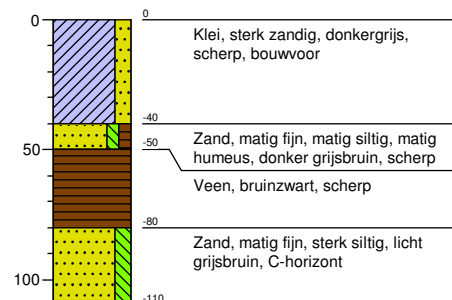 0
Klei, sterk zandig, donkergrijs,
scherp, bouwvoor
-40
Zand, matig fijn, matig siltig, matig
humeus, donker grijsbruin, scherp
50
-50
Veen, bruinzwart, scherp
-80
Zand, matig fijn, sterk siltig, licht
grijsbruin, C-horizont
100
-110
0